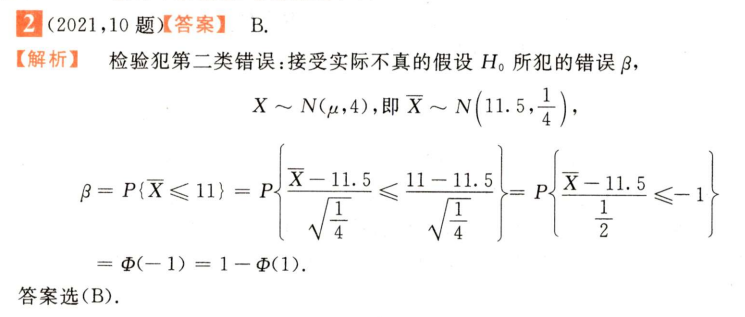 2 (2021,10 题)【答案】 B.
【解析】 检验犯第二类错误:接受实际不真的假设 H₀ 所犯的错误 β,
X ~ N(μ,4),即 X̄ ~ N(11.5, 1/4),
β = P{X̄ ⩽ 11} = P{(X̄ − 11.5)/√(1/4) ⩽ (11 − 11.5)/√(1/4)} = P{(X̄ − 11.5)/(1/2) ⩽ −1}
= Φ(−1) = 1 − Φ(1).
答案选(B).